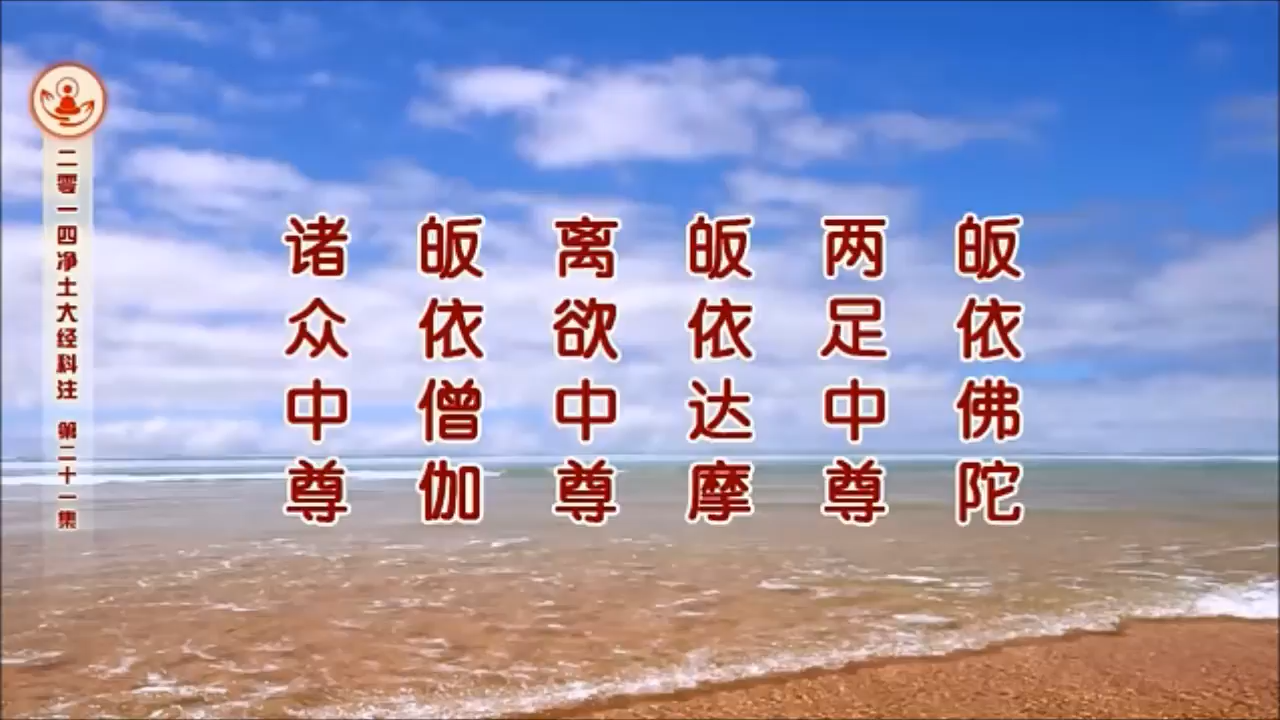 皈依佛陀
两足中尊
皈依达摩
离欲中尊
皈依僧伽
诸众中尊
二零一四净土大经科注 第二十一集